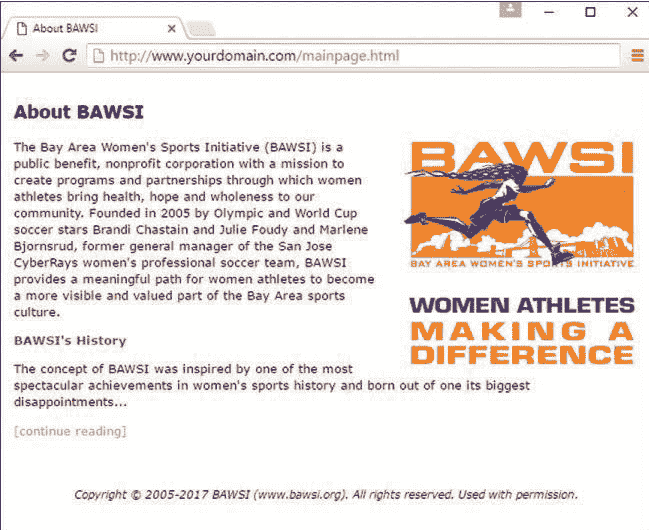 About BAWSI
http://www.yourdomain.com/mainpage.html
About BAWSI
The Bay Area Women's Sports Initiative (BAWSI) is a
public benefit, nonprofit corporation with a mission to
create programs and partnerships through which women
athletes bring health, hope and wholeness to our
community. Founded in 2005 by Olympic and World Cup
soccer stars Brandi Chastain and Julie Foudy and Marlene
Bjornsrud, former general manager of the San Jose
CyberRays women's professional soccer team, BAWSI
provides a meaningful path for women athletes to become
a more visible and valued part of the Bay Area sports
culture.
BAWSI
BAY AREA WOMEN'S SPORTS INITIATIVE
WOMEN ATHLETES
MAKING A
DIFFERENCE
BAWSI's History
The concept of BAWSI was inspired by one of the most
spectacular achievements in women's sports history and born out of one its biggest
disappointments...
[continue reading]
Copyright © 2005-2017 BAWSI (www.bawsi.org). All rights reserved. Used with permission.